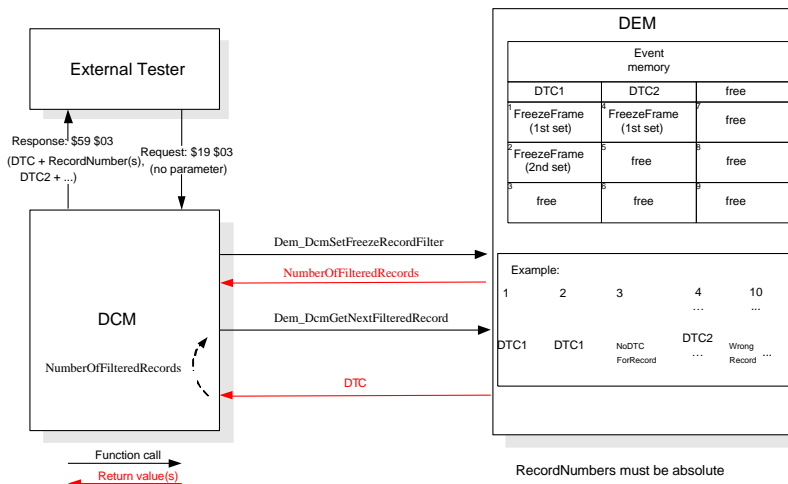 DEM
External Tester
Event
memory
DTC1 DTC2 free
1 FreezeFrame (1st set)
4 FreezeFrame (1st set)
7 free
2 FreezeFrame (2nd set)
5 free
8 free
3 free
6 free
9 free
Response: $59 $03
(DTC + RecordNumber(s),
DTC2 + ...)
Request: $19 $03
(no parameter)
Dem_DcmSetFreezeRecordFilter
NumberOfFilteredRecords
DCM
Dem_DcmGetNextFilteredRecord
NumberOfFilteredRecords
DTC
Example:
1 2 3 4 10
... ...
DTC1 DTC1 NoDTC ForRecord DTC2 ... Wrong Record ...
Function call
Return value(s)
RecordNumbers must be absolute